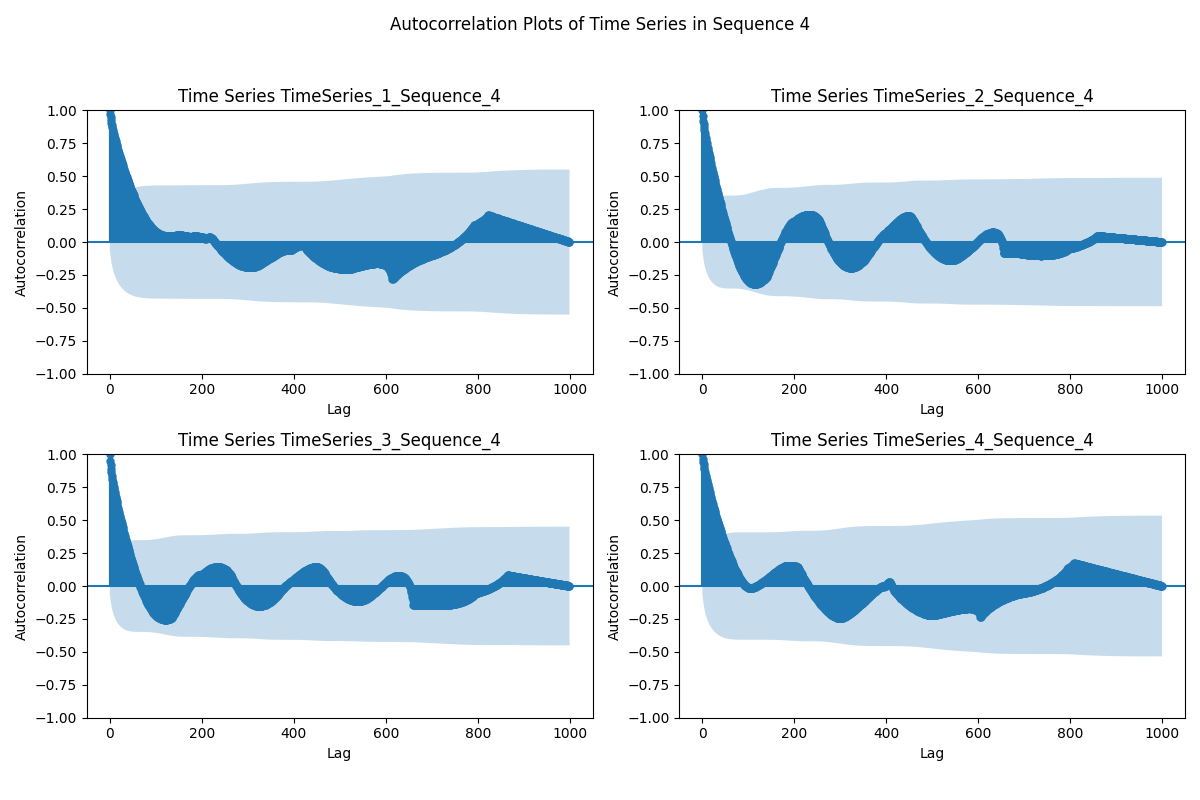 Autocorrelation Plots of Time Series in Sequence 4
Time Series TimeSeries_1_Sequence_4
Autocorrelation
1.00
0.75
0.50
0.25
0.00
−0.25
−0.50
−0.75
−1.00
0 200 400 600 800 1000
Lag
Time Series TimeSeries_2_Sequence_4
Autocorrelation
1.00
0.75
0.50
0.25
0.00
−0.25
−0.50
−0.75
−1.00
0 200 400 600 800 1000
Lag
Time Series TimeSeries_3_Sequence_4
Autocorrelation
1.00
0.75
0.50
0.25
0.00
−0.25
−0.50
−0.75
−1.00
0 200 400 600 800 1000
Lag
Time Series TimeSeries_4_Sequence_4
Autocorrelation
1.00
0.75
0.50
0.25
0.00
−0.25
−0.50
−0.75
−1.00
0 200 400 600 800 1000
Lag